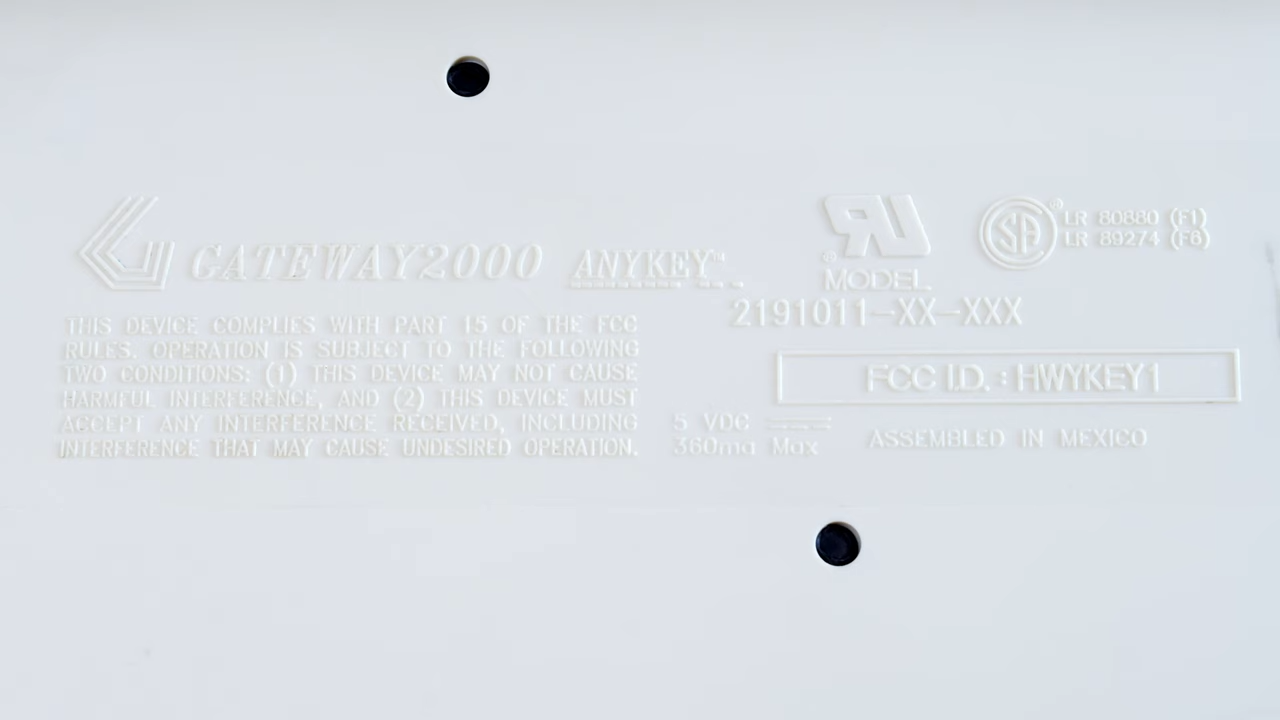 GATEWAY2000 ANYKEY™
THIS DEVICE COMPLIES WITH PART 15 OF THE FCC
RULES. OPERATION IS SUBJECT TO THE FOLLOWING
TWO CONDITIONS: (1) THIS DEVICE MAY NOT CAUSE
HARMFUL INTERFERENCE, AND (2) THIS DEVICE MUST
ACCEPT ANY INTERFERENCE RECEIVED, INCLUDING
INTERFERENCE THAT MAY CAUSE UNDESIRED OPERATION.
RU®
MODEL
2191011-XX-XXX
SA®
LR 80880 (F1)
LR 89274 (F6)
FCC I.D. : HWYKEY1
5 VDC
360ma Max
ASSEMBLED IN MEXICO